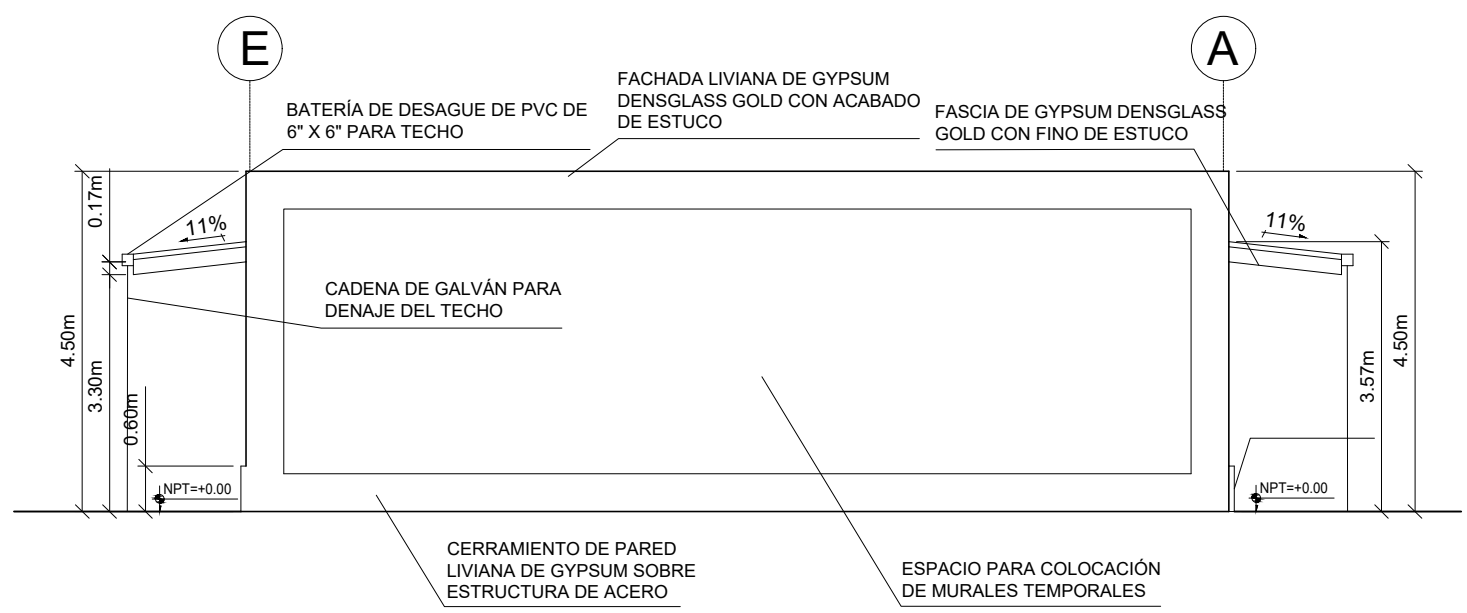 E
A
BATERÍA DE DESAGUE DE PVC DE
6" X 6" PARA TECHO
FACHADA LIVIANA DE GYPSUM
DENSGLASS GOLD CON ACABADO
DE ESTUCO
FASCIA DE GYPSUM DENSGLASS
GOLD CON FINO DE ESTUCO
0.17m
11%
11%
CADENA DE GALVÁN PARA
DENAJE DEL TECHO
4.50m
3.30m
0.60m
3.57m
4.50m
NPT=+0.00
NPT=+0.00
CERRAMIENTO DE PARED
LIVIANA DE GYPSUM SOBRE
ESTRUCTURA DE ACERO
ESPACIO PARA COLOCACIÓN
DE MURALES TEMPORALES